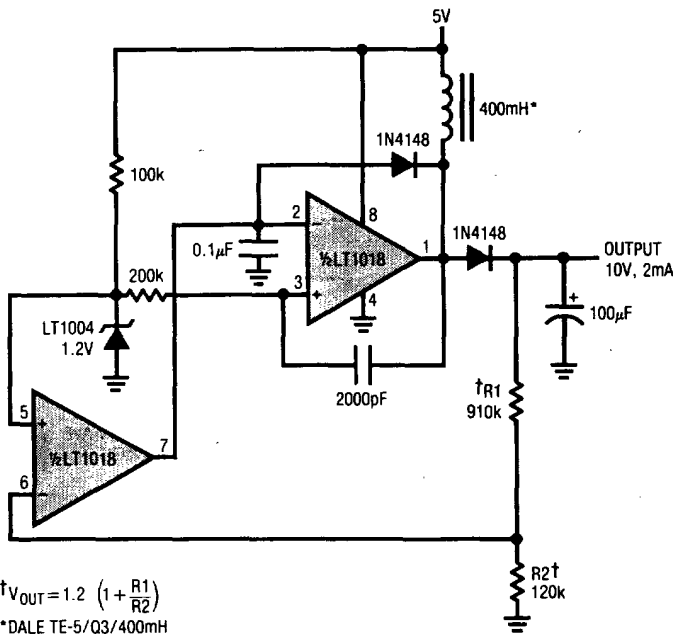 5V
400mH*
1N4148
100k
2
8
1N4148
0.1µF
−
½LT1018
1
OUTPUT
10V, 2mA
200k
3
+
4
+
100µF
LT1004
1.2V
2000pF
†R1
910k
5
+
½LT1018
7
6
−
R2†
120k
†VOUT = 1.2 (1 + R1/R2)
*DALE TE-5/Q3/400mH